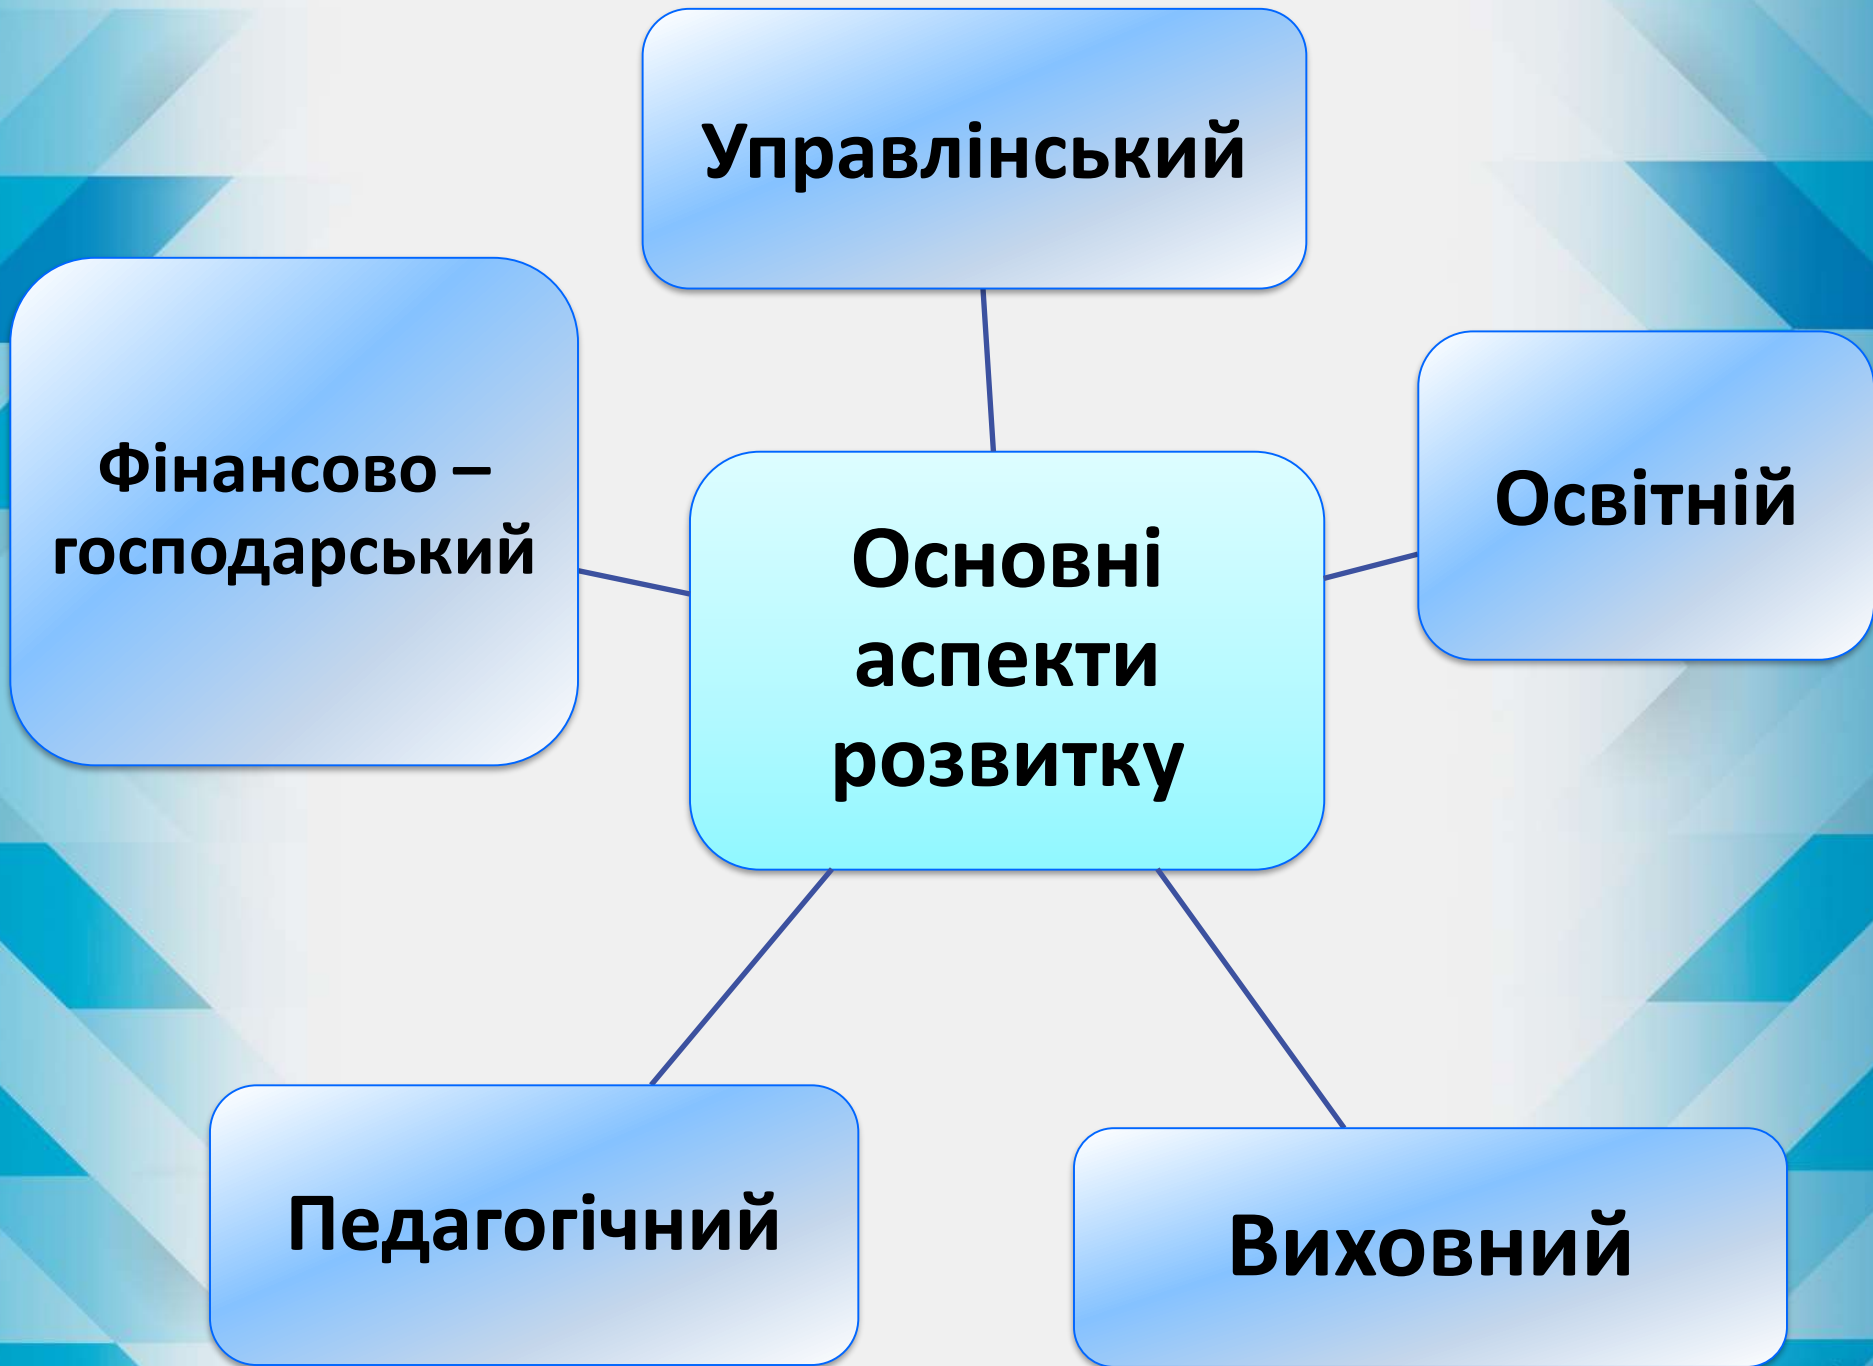 Управлінський
Фінансово –
господарський
Освітній
Основні
аспекти
розвитку
Педагогічний
Виховний